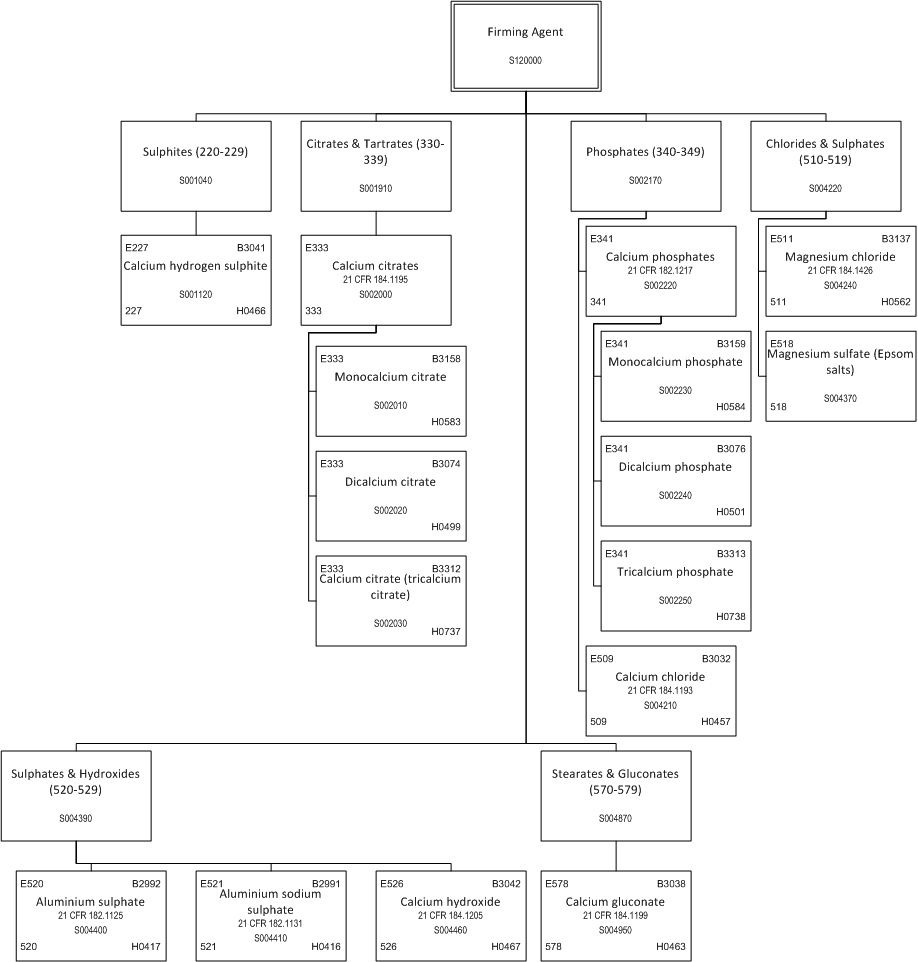 Firming Agent
S120000
Sulphites (220-229)
S001040
Citrates & Tartrates (330-
339)
S001910
Phosphates (340-349)
S002170
Chlorides & Sulphates
(510-519)
S004220
E227 B3041
Calcium hydrogen sulphite
S001120
227 H0466
E333
Calcium citrates
21 CFR 184.1195
S002000
333
E333 B3158
Monocalcium citrate
S002010
H0583
E333 B3074
Dicalcium citrate
S002020
H0499
E333 B3312
Calcium citrate (tricalcium
citrate)
S002030
H0737
E341
Calcium phosphates
21 CFR 182.1217
S002220
341
E341 B3159
Monocalcium phosphate
S002230
H0584
E341 B3076
Dicalcium phosphate
S002240
H0501
E341 B3313
Tricalcium phosphate
S002250
H0738
E509 B3032
Calcium chloride
21 CFR 184.1193
S004210
509 H0457
E511 B3137
Magnesium chloride
21 CFR 184.1426
S004240
511 H0562
E518
Magnesium sulfate (Epsom
salts)
S004370
518
Sulphates & Hydroxides
(520-529)
S004390
Stearates & Gluconates
(570-579)
S004870
E520 B2992
Aluminium sulphate
21 CFR 182.1125
S004400
520 H0417
E521 B2991
Aluminium sodium
sulphate
21 CFR 182.1131
S004410
521 H0416
E526 B3042
Calcium hydroxide
21 CFR 184.1205
S004460
526 H0467
E578 B3038
Calcium gluconate
21 CFR 184.1199
S004950
578 H0463